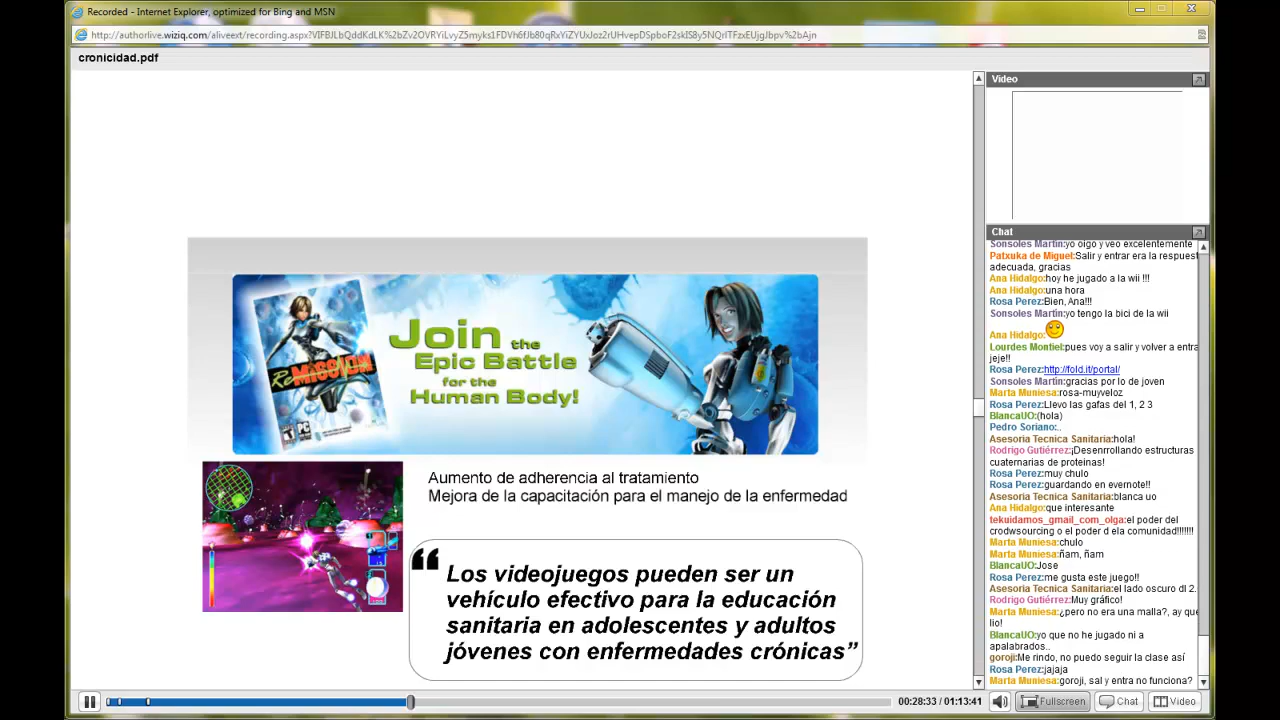 Recorded - Internet Explorer, optimized for Bing and MSN
http://authorlive.wiziq.com/aliveext/recording.aspx?
cronicidad.pdf
Join the
Epic Battle
for the
Human Body!
Re-Mission
PC
Aumento de adherencia al tratamiento
Mejora de la capacitación para el manejo de la enfermedad
“ Los videojuegos pueden ser un
vehículo efectivo para la educación
sanitaria en adolescentes y adultos
jóvenes con enfermedades crónicas”
Video
Chat
Sonsoles Martín:yo oigo y veo excelentemente
Patxuka de Miguel:Salir y entrar era la respuest
adecuada, gracias
Ana Hidalgo:hoy he jugado a la wii !!!
Ana Hidalgo:una hora
Rosa Perez:Bien, Ana!!!
Sonsoles Martín:yo tengo la bici de la wii
Ana Hidalgo:
Lourdes Montiel:pues voy a salir y volver a entra
jeje!!
Rosa Perez:http://fold.it/portal/
Sonsoles Martín:gracias por lo de joven
Marta Muniesa:rosa-muyveloz
Rosa Perez:Llevo las gafas del 1, 2 3
BlancaUO:(hola)
Pedro Soriano:..
Asesoria Tecnica Sanitaria:hola!
Rodrigo Gutiérrez:¡Desenrrollando estructuras
cuaternarias de proteinas!
Rosa Perez:muy chulo
Rosa Perez:guardando en evernote!!
Asesoria Tecnica Sanitaria:blanca uo
Ana Hidalgo:que interesante
tekuidamos_gmail_com_olga:el poder del
crodwsourcing o el poder d ela comunidad!!!!!!!
Marta Muniesa:chulo
Marta Muniesa:ñam, ñam
BlancaUO:Jose
Rosa Perez:me gusta este juego!!
Asesoria Tecnica Sanitaria:el lado oscuro dl 2.
Rodrigo Gutiérrez:Muy gráfico!
Marta Muniesa:¿pero no era una malla?, ay que
lio!
BlancaUO:yo que no he jugado ni a
apalabrados..
goroji:Me rindo, no puedo seguir la clase así
Rosa Perez:jajaja
Marta Muniesa:goroji, sal y entra no funciona?
00:28:33 / 01:13:41
Fullscreen
Chat
Video